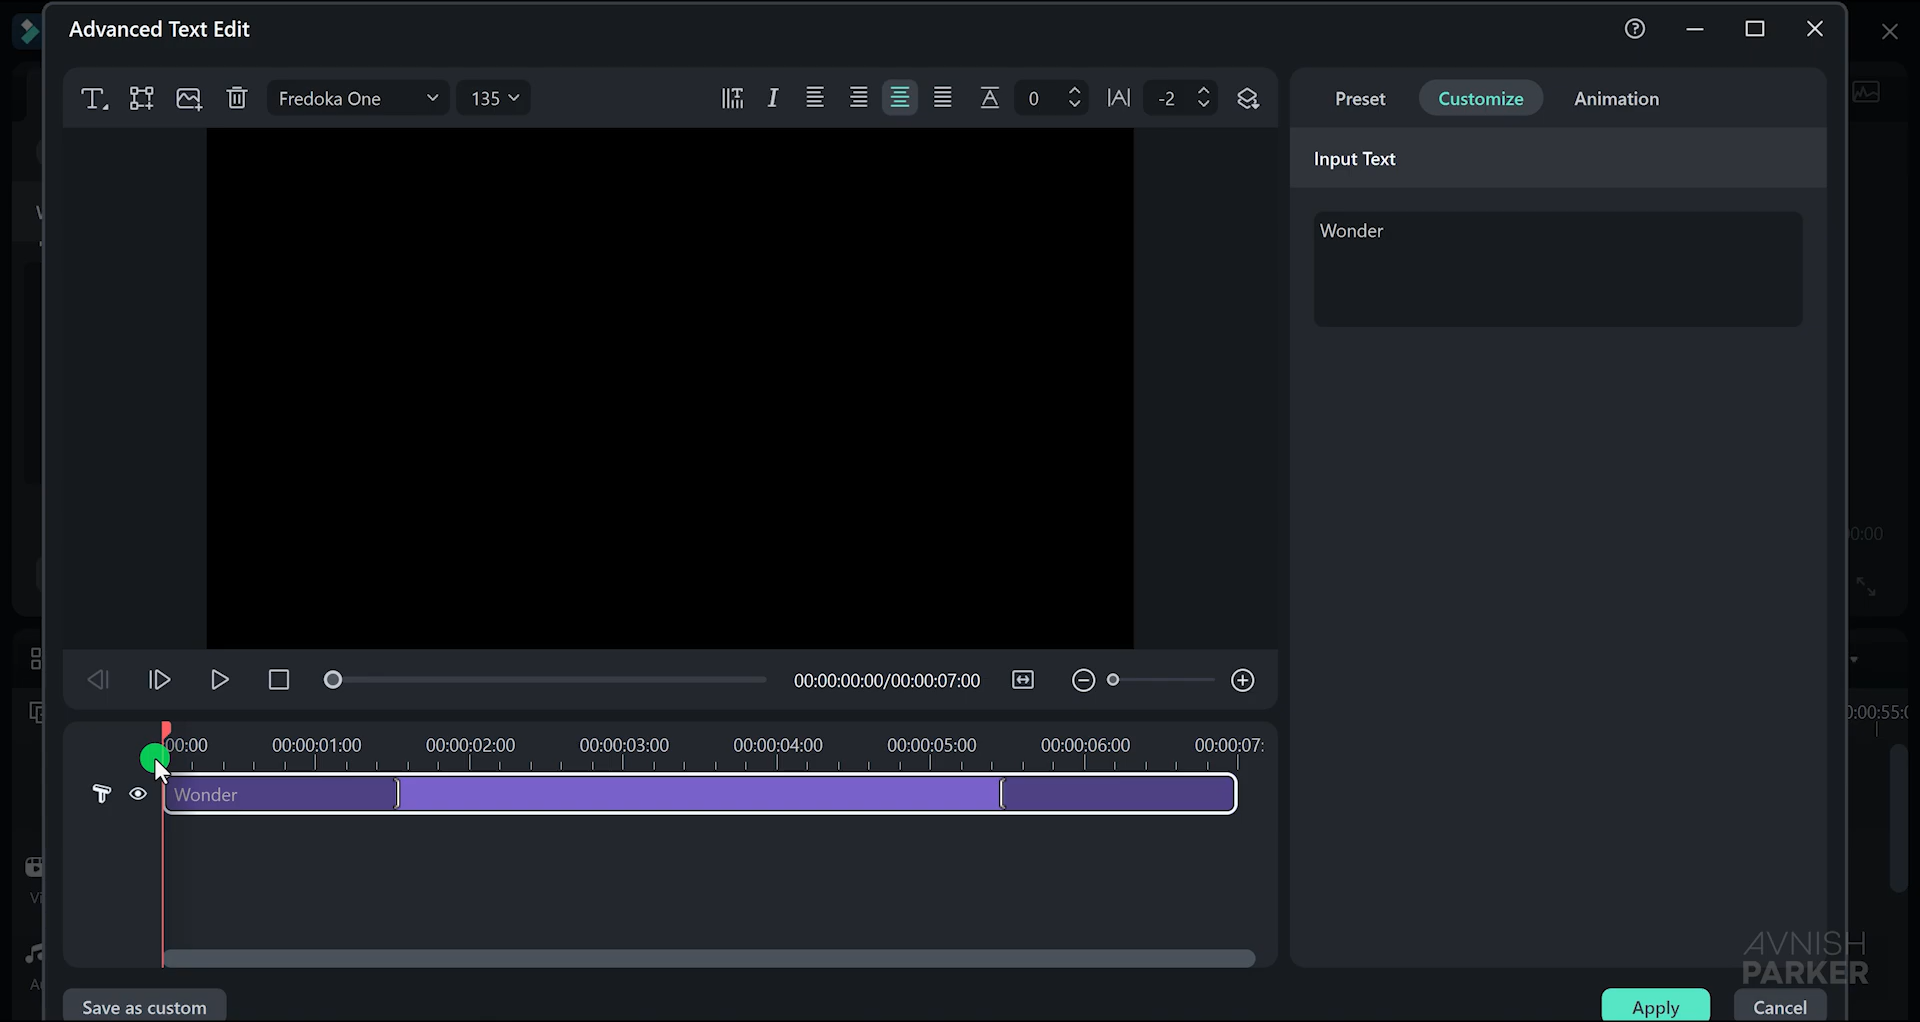 Advanced Text Edit
Fredoka One
135
0
-2
Preset
Customize
Animation
Input Text
Wonder
00:00:00:00/00:00:07:00
00:00
00:00:01:00
00:00:02:00
00:00:03:00
00:00:04:00
00:00:05:00
00:00:06:00
00:00:07:
Wonder
Save as custom
Apply
Cancel
AVNISH
PARKER